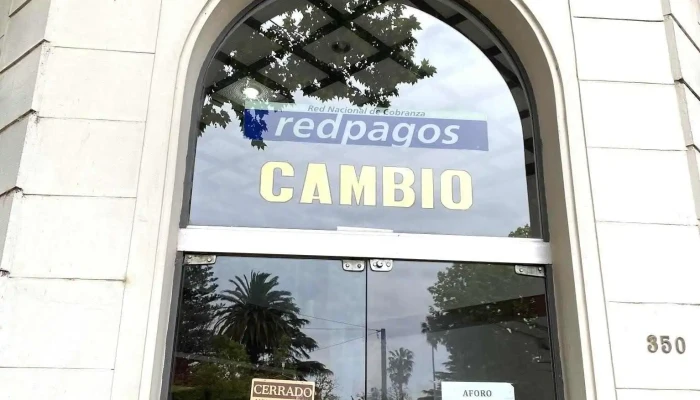 Red Nacional de Cobranza
redpagos
CAMBIO
350
CERRADO
AFORO